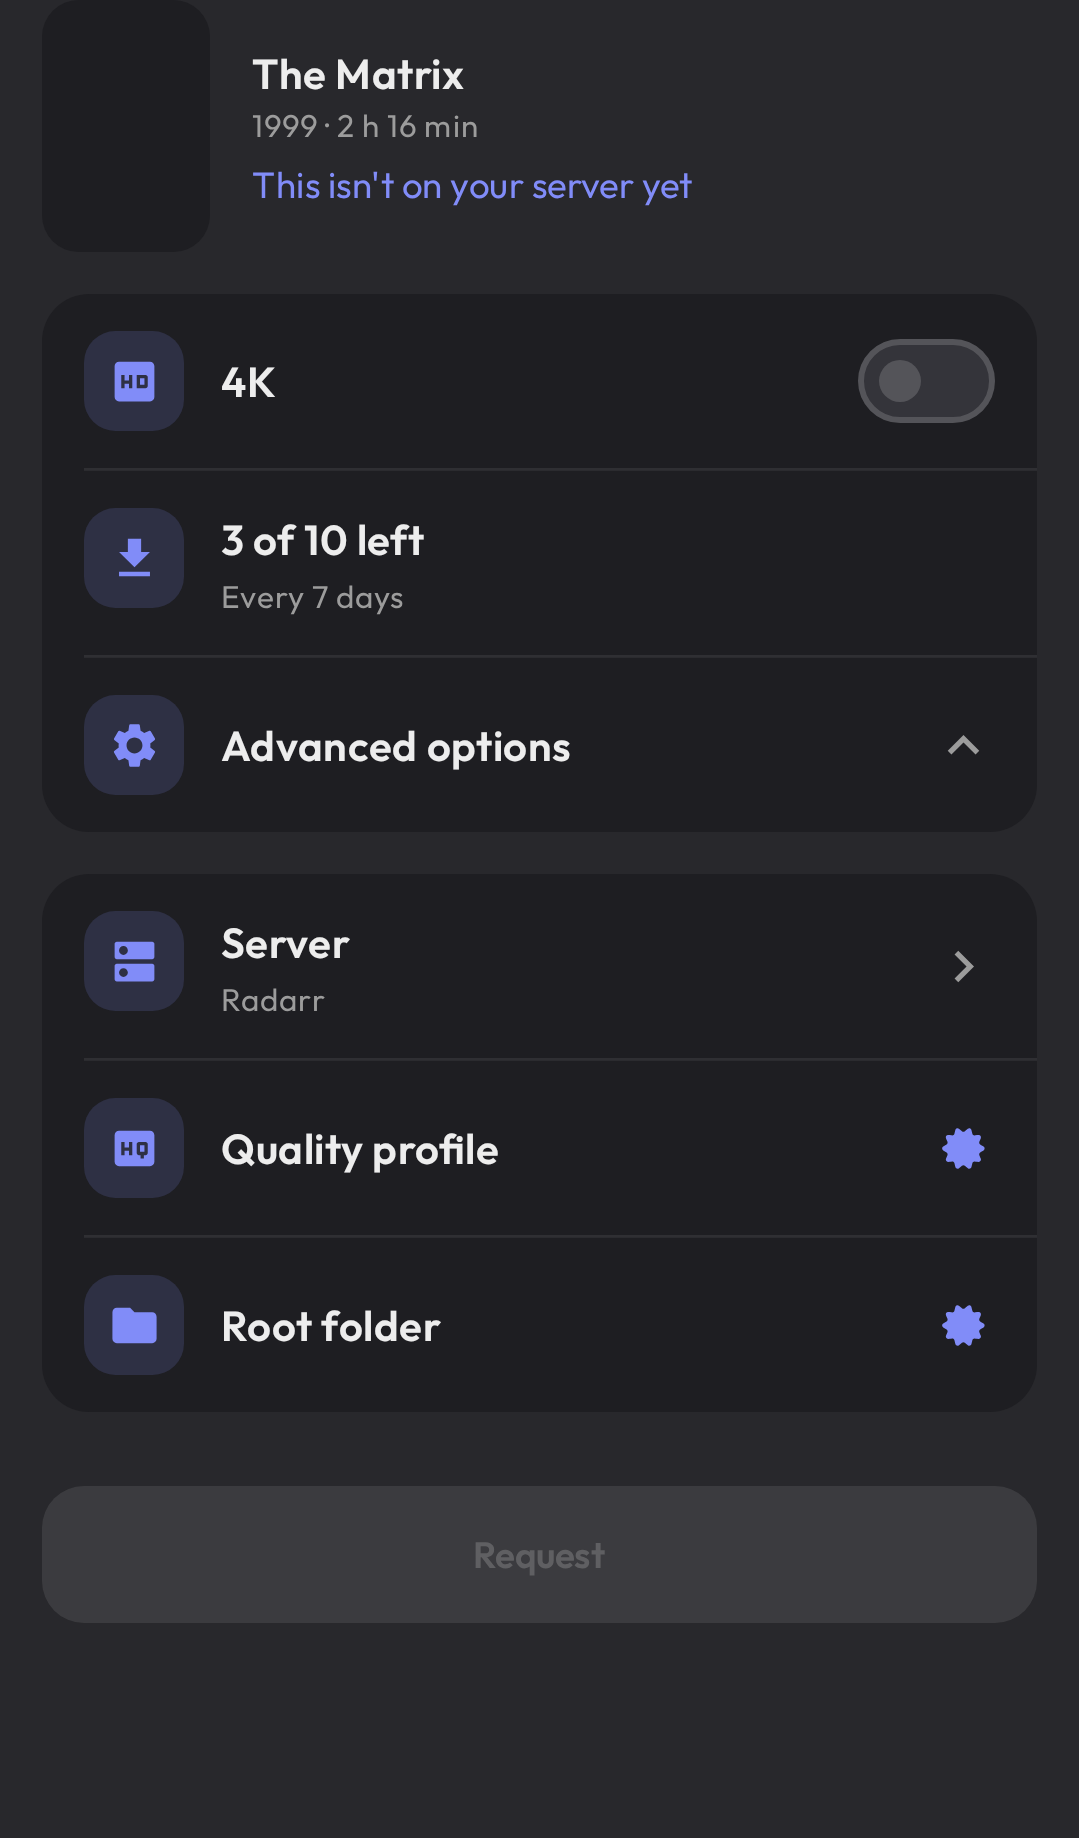 The Matrix
1999 · 2 h 16 min
This isn't on your server yet
HD
4K
3 of 10 left
Every 7 days
Advanced options
Server
Radarr
HQ
Quality profile
Root folder
Request